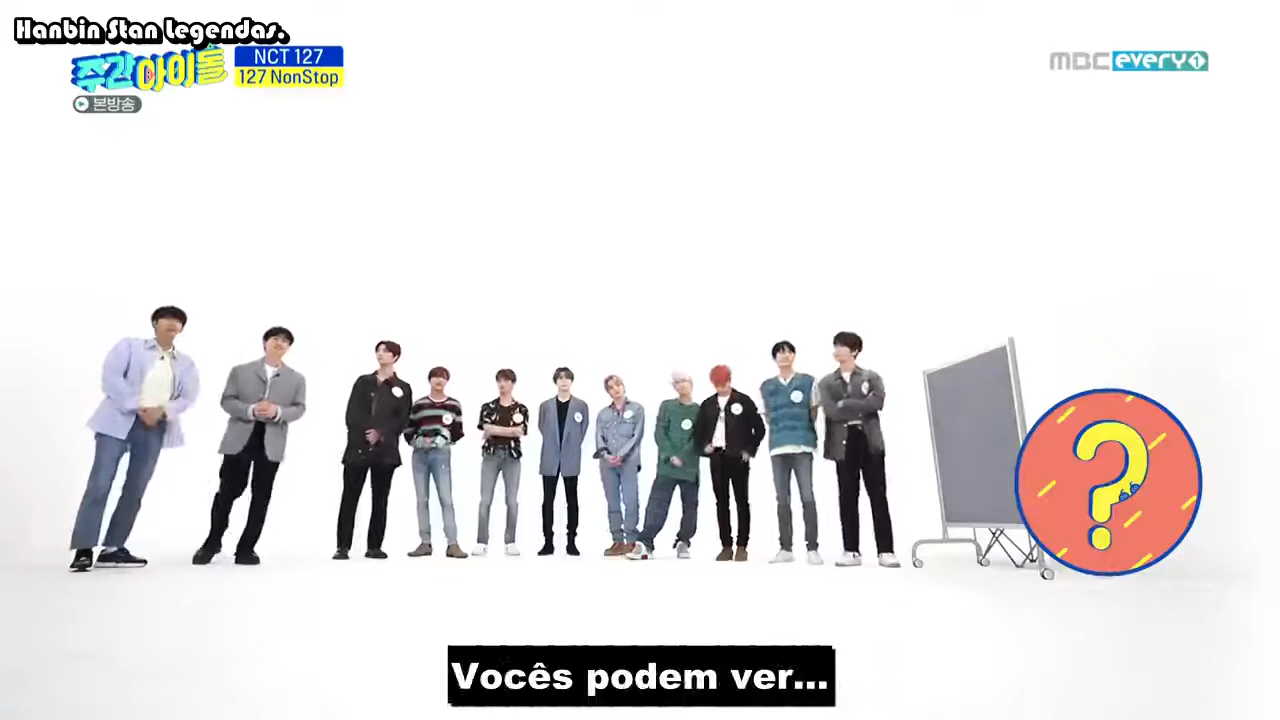 Hanbin Stan Legendas.
주간아이돌
NCT 127
127 NonStop
본방송
MBC every1
?
Vocês podem ver...